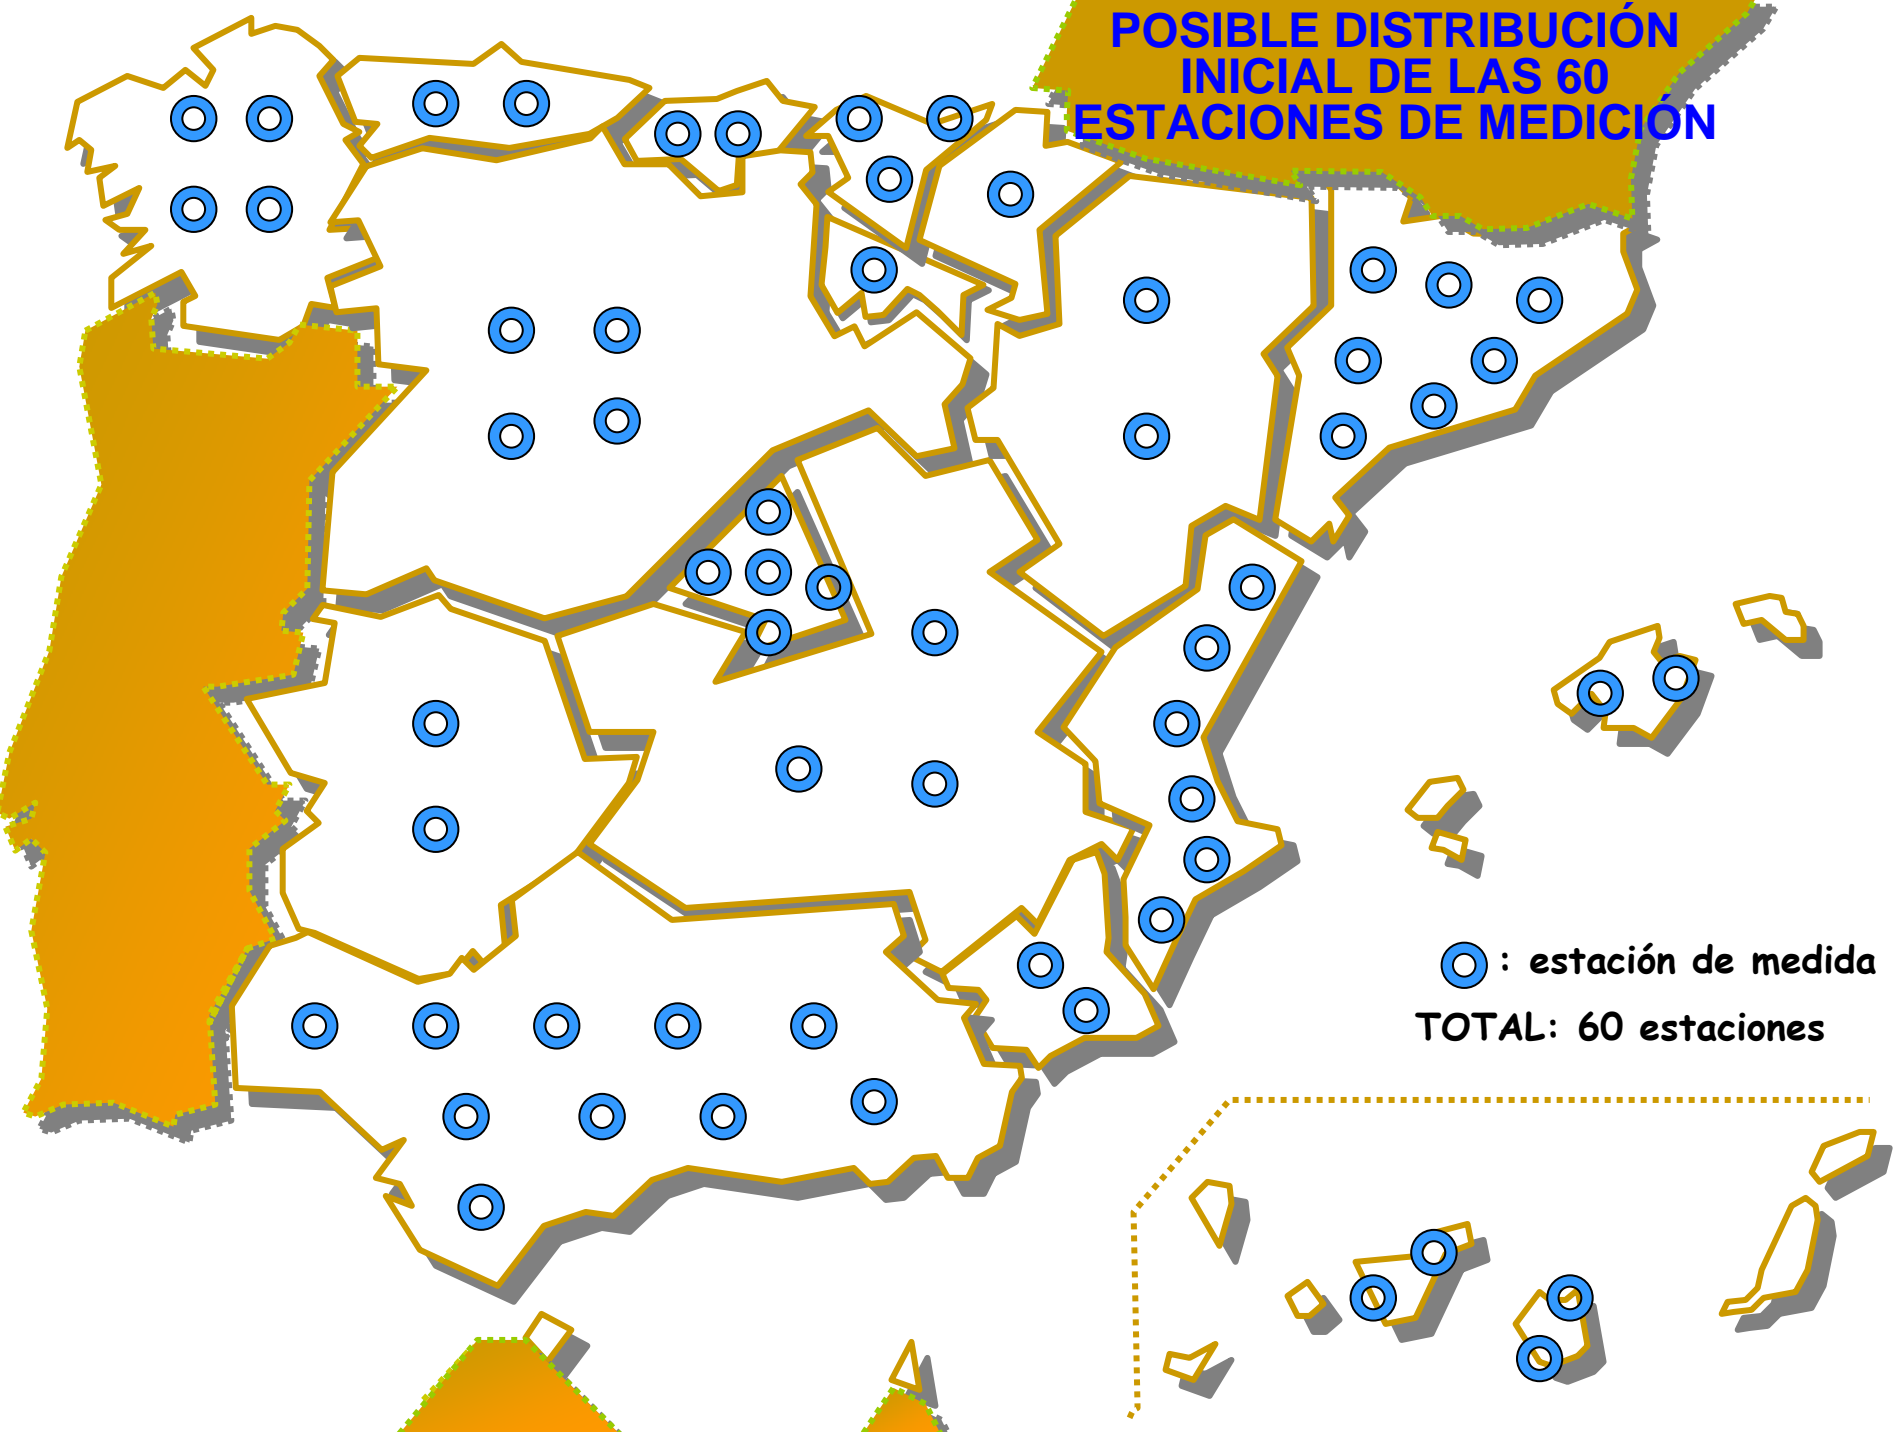 POSIBLE DISTRIBUCIÓN
INICIAL DE LAS 60
ESTACIONES DE MEDICIÓN
: estación de medida
TOTAL: 60 estaciones